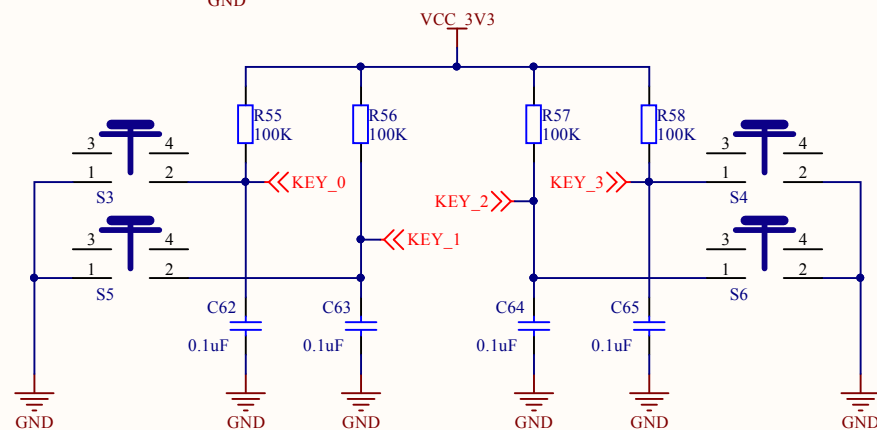 GND
VCC_3V3
R55
100K
R56
100K
R57
100K
R58
100K
3
4
1
2
S3
KEY_0
KEY_2
KEY_3
3
4
1
2
S4
3
4
1
2
S5
KEY_1
3
4
1
2
S6
C62
0.1uF
C63
0.1uF
C64
0.1uF
C65
0.1uF
GND
GND
GND
GND
GND
GND